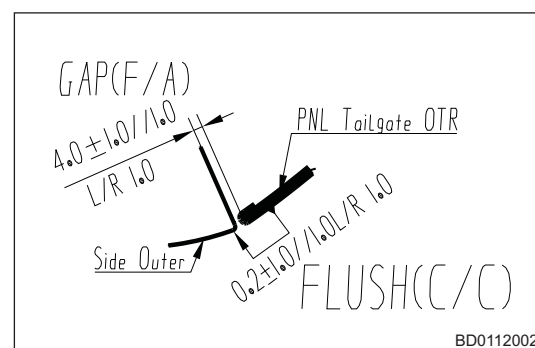 GAP(F/A)
4.0±1.0//1.0
L/R 1.0
PNL Tailgate OTR
Side Outer
0.2±1.0//1.0L/R 1.0
FLUSH(C/C)
BD0112002